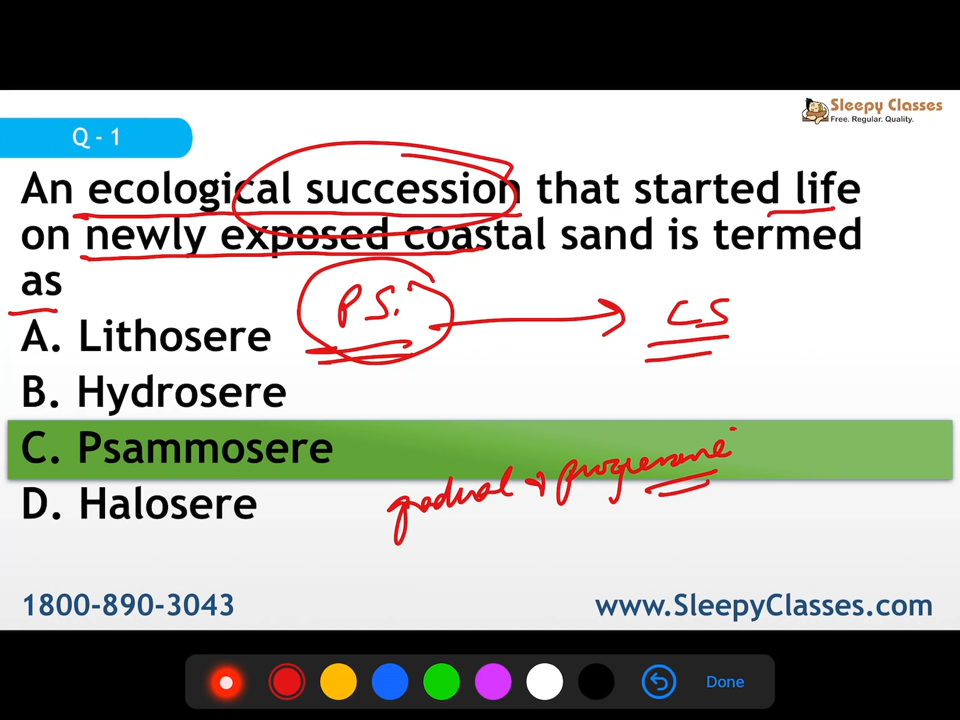 Sleepy Classes
Free. Regular. Quality.
Q - 1
An ecological succession that started life
on newly exposed coastal sand is termed
as
P.S.
CS
A. Lithosere
B. Hydrosere
C. Psammosere
gradual & progressive
D. Halosere
1800-890-3043
www.SleepyClasses.com
Done